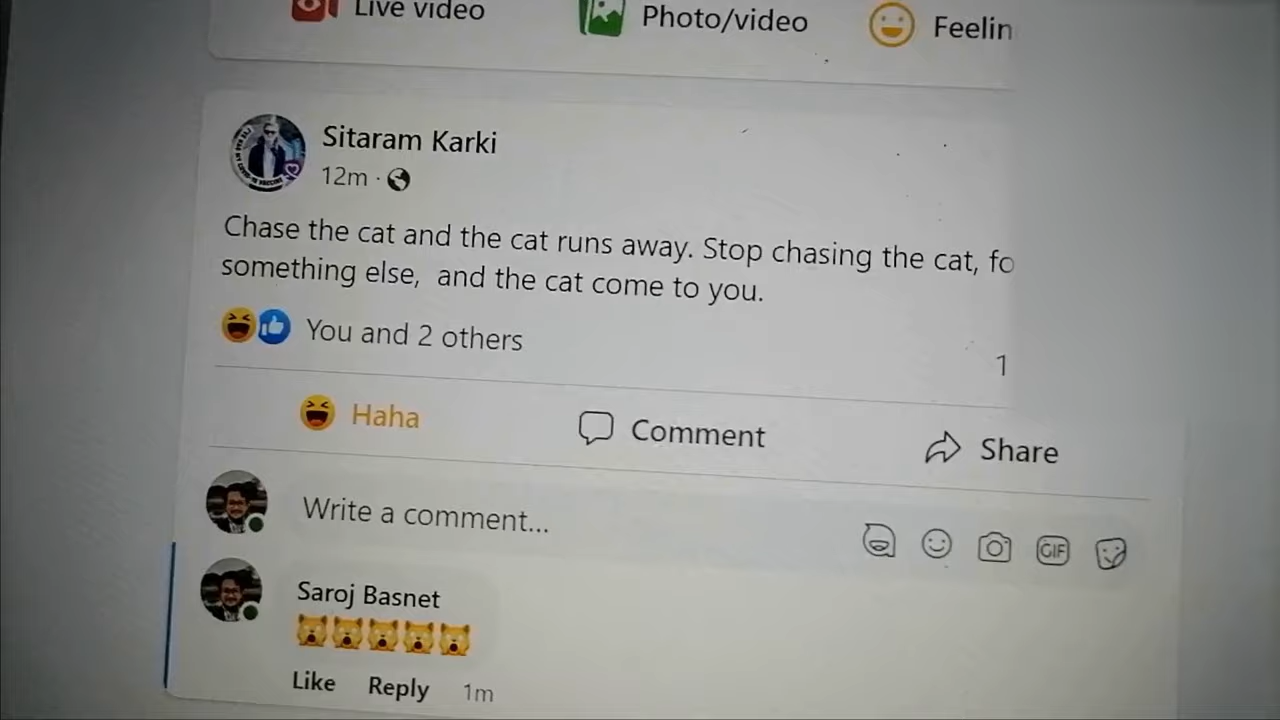 Live video
Photo/video
Feelin
Sitaram Karki
12m ·
Chase the cat and the cat runs away. Stop chasing the cat, fo
something else, and the cat come to you.
You and 2 others
1
Haha
Comment
Share
Write a comment...
GIF
Saroj Basnet
Like Reply 1m